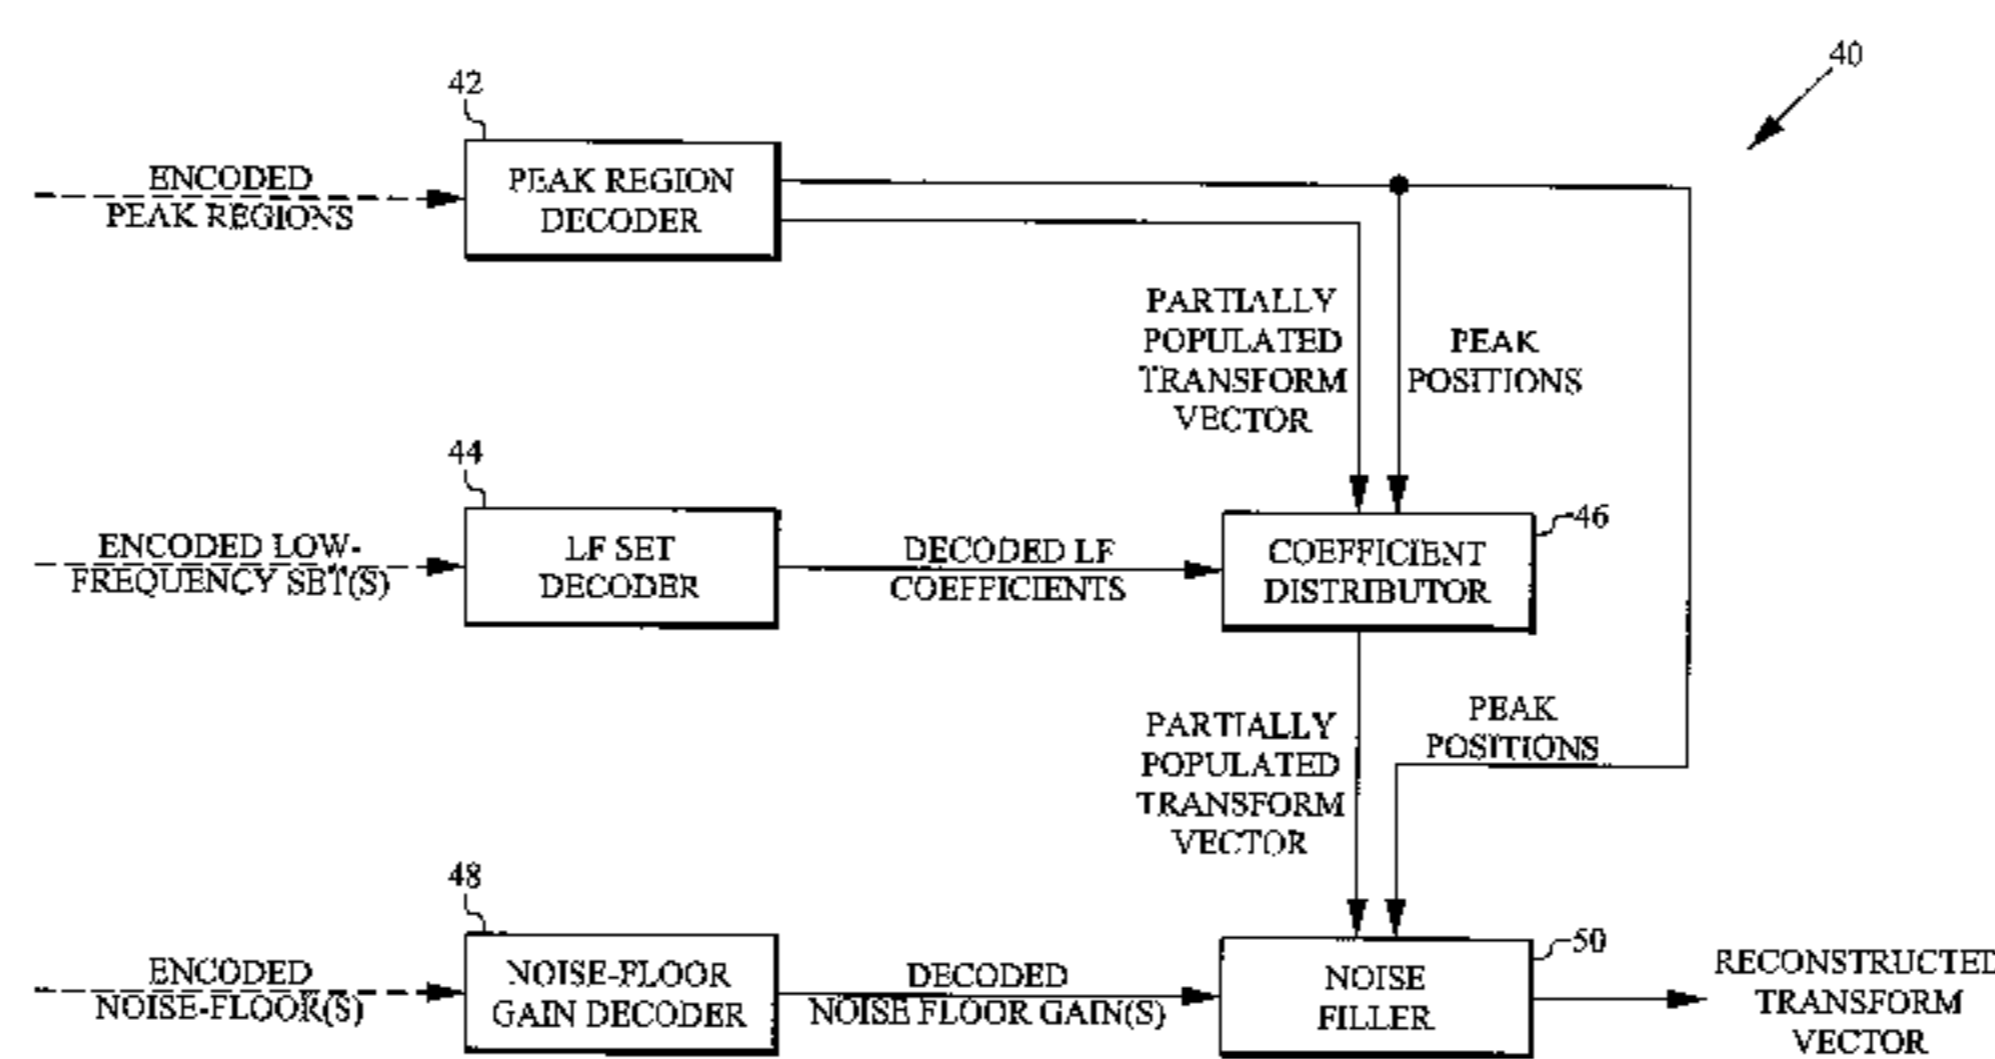 40
42
ENCODED
PEAK REGIONS
PEAK REGION
DECODER
PARTIALLY
POPULATED
TRANSFORM
VECTOR
PEAK
POSITIONS
44
ENCODED LOW-
FREQUENCY SET(S)
LF SET
DECODER
DECODED LF
COEFFICIENTS
46
COEFFICIENT
DISTRIBUTOR
PARTIALLY
POPULATED
TRANSFORM
VECTOR
PEAK
POSITIONS
48
ENCODED
NOISE-FLOOR(S)
NOISE-FLOOR
GAIN DECODER
DECODED
NOISE FLOOR GAIN(S)
50
NOISE
FILLER
RECONSTRUCTED
TRANSFORM
VECTOR